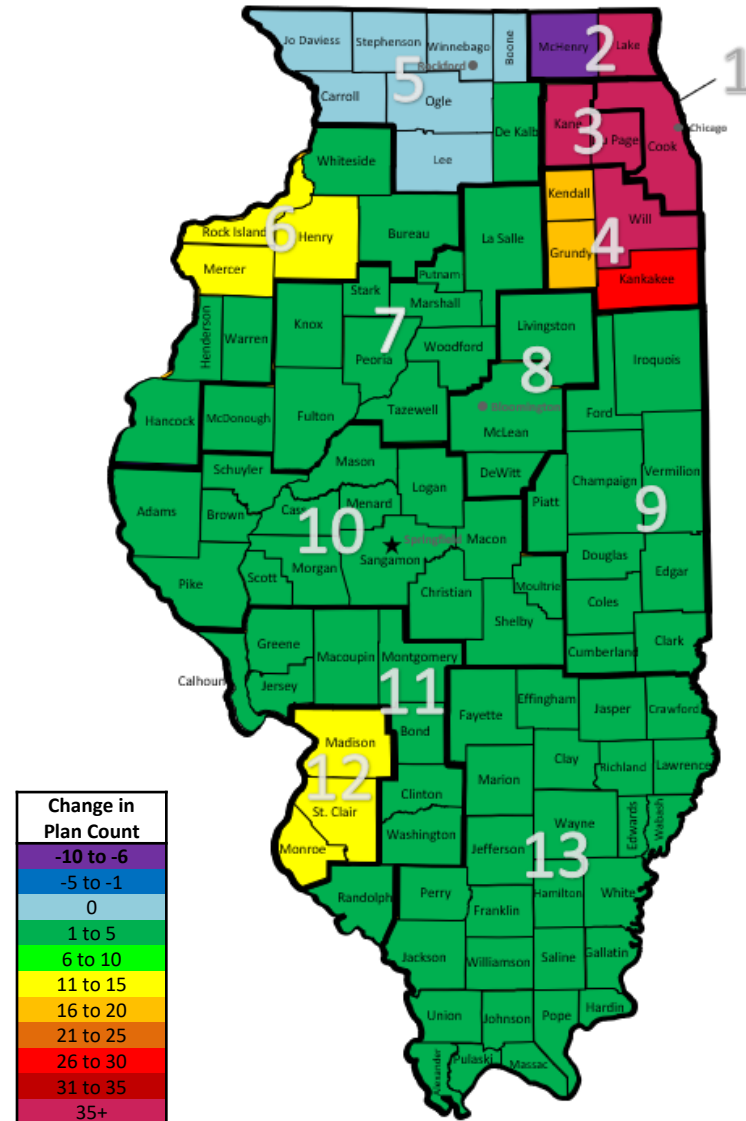 Jo Daviess
Stephenson
Winnebago
Boone
McHenry
Lake
2
1
Rockford
5
Carroll
Ogle
De Kalb
Kane
3
Du Page
Cook
Chicago
Lee
Whiteside
Kendall
Will
Rock Island
6
Henry
Bureau
La Salle
Grundy
4
Mercer
Putnam
Kankakee
Stark
Marshall
Henderson
Warren
Knox
7
Peoria
Woodford
Livingston
Iroquois
8
Ford
Hancock
McDonough
Fulton
Tazewell
Bloomington
McLean
Mason
Schuyler
Logan
DeWitt
Champaign
Vermilion
Adams
Brown
Cass
Menard
Piatt
10
9
Springfield
Macon
Sangamon
Douglas
Edgar
Pike
Scott
Morgan
Christian
Moultrie
Coles
Shelby
Cumberland
Clark
Greene
Macoupin
Montgomery
Calhoun
Jersey
11
Fayette
Effingham
Jasper
Crawford
Bond
Madison
Clay
Richland
Lawrence
12
Marion
Clinton
St. Clair
Wayne
Edwards
Wabash
Washington
Monroe
Jefferson
13
Randolph
Perry
Hamilton
White
Franklin
Jackson
Williamson
Saline
Gallatin
Union
Johnson
Pope
Hardin
Alexander
Pulaski
Massac
Change in
Plan Count
-10 to -6
-5 to -1
0
1 to 5
6 to 10
11 to 15
16 to 20
21 to 25
26 to 30
31 to 35
35+